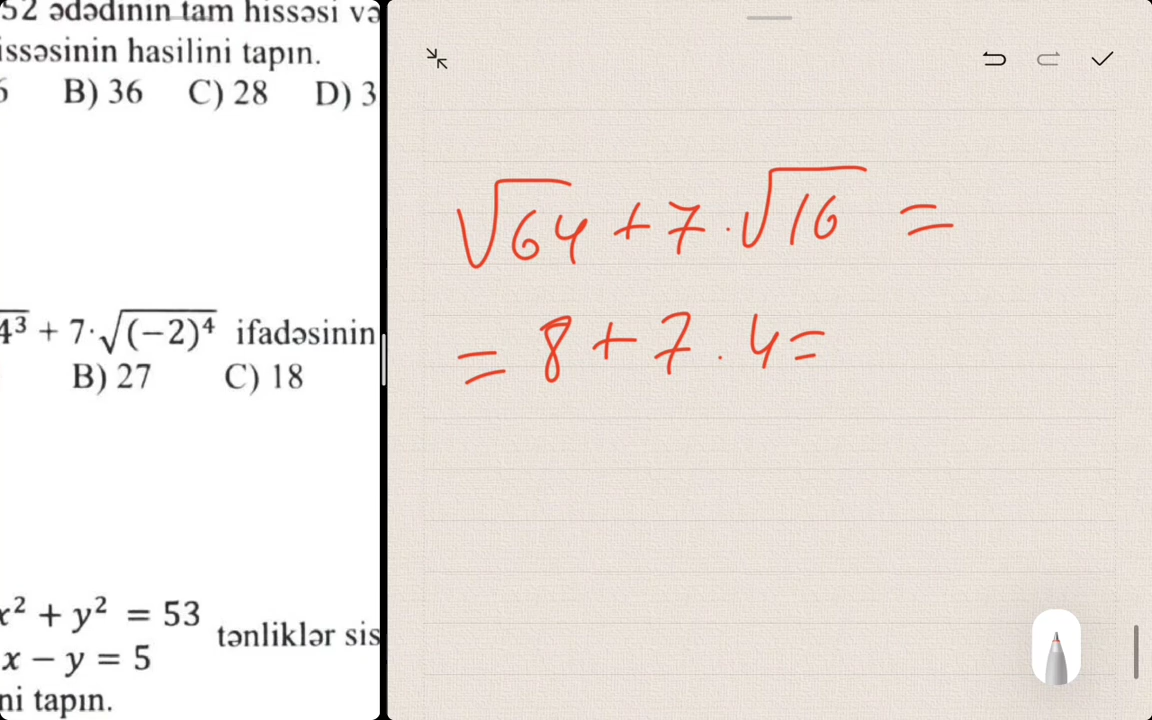 52 ədədinin tam hissəsi və
issəsinin hasilini tapın.
B) 36 C) 28 D) 3
4³ + 7·√(−2)⁴ ifadəsinin
B) 27 C) 18
x² + y² = 53
x − y = 5
tənliklər sis
ni tapın.
√64 + 7·√16 =
= 8 + 7·4 =